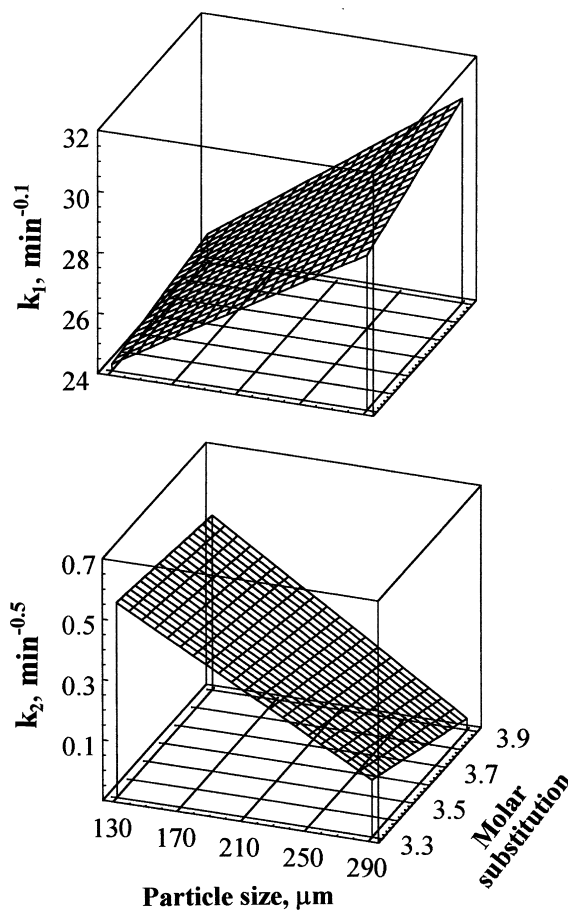 32
30
28
26
24
k₁, min⁻⁰·¹
0.7
0.5
0.3
0.1
k₂, min⁻⁰·⁵
130 170 210 250 290
Particle size, μm
3.3 3.5 3.7 3.9
Molar
substitution